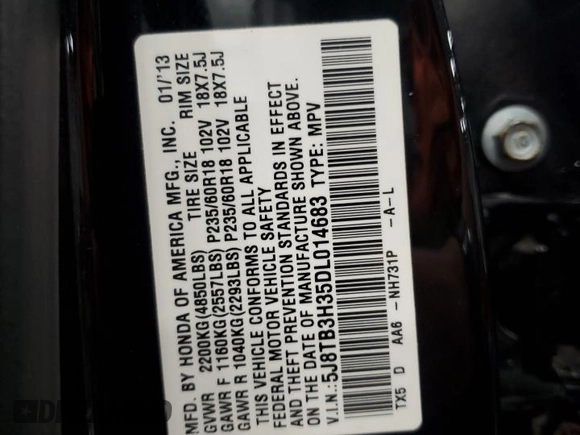 MFD. BY HONDA OF AMERICA MFG., INC. 01/'13
TIRE SIZE RIM SIZE
GVWR 2200KG(4850LBS)
GAWR F 1160KG(2557LBS) P235/60R18 102V 18X7.5J
GAWR R 1040KG(2293LBS) P235/60R18 102V 18X7.5J
THIS VEHICLE CONFORMS TO ALL APPLICABLE
FEDERAL MOTOR VEHICLE SAFETY
AND THEFT PREVENTION STANDARDS IN EFFECT
ON THE DATE OF MANUFACTURE SHOWN ABOVE.
V.I.N.:5J8TB3H35DL014683 TYPE: MPV
TX5 D AA6 -NH731P -A-L